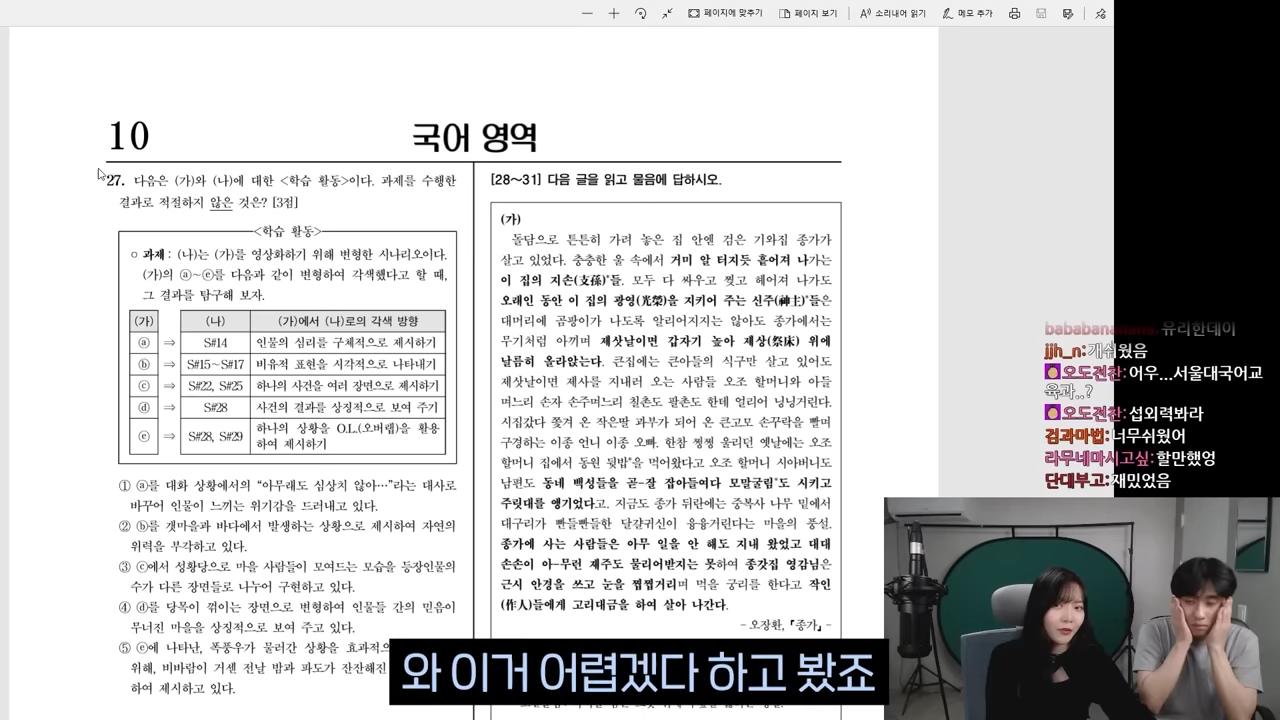 페이지에 맞추기 페이지 보기 소리내어 읽기 메모 추가
10 국어 영역
27. 다음은 (가)와 (나)에 대한 <학습 활동>이다. 과제를 수행한
결과로 적절하지 않은 것은? [3점]
<학습 활동>
○ 과제 : (나)는 (가)를 영상화하기 위해 변형한 시나리오이다.
(가)의 ⓐ~ⓔ를 다음과 같이 변형하여 각색했다고 할 때,
그 결과를 탐구해 보자.
(가) (나) (가)에서 (나)로의 각색 방향
ⓐ ⇒ S#14 인물의 심리를 구체적으로 제시하기
ⓑ ⇒ S#15~S#17 비유적 표현을 시각적으로 나타내기
ⓒ ⇒ S#22, S#25 하나의 사건을 여러 장면으로 제시하기
ⓓ ⇒ S#28 사건의 결과를 상징적으로 보여 주기
ⓔ ⇒ S#28, S#29 하나의 상황을 O.L.(오버랩)을 활용
하여 제시하기
① ⓐ를 대화 상황에서의 “아무래도 심상치 않아…”라는 대사로
바꾸어 인물이 느끼는 위기감을 드러내고 있다.
② ⓑ를 갯마을과 바다에서 발생하는 상황으로 제시하여 자연의
위력을 부각하고 있다.
③ ⓒ에서 성황당으로 마을 사람들이 모여드는 모습을 등장인물의
수가 다른 장면들로 나누어 구현하고 있다.
④ ⓓ를 당목이 꺾이는 장면으로 변형하여 인물들 간의 믿음이
무너진 마을을 상징적으로 보여 주고 있다.
⑤ ⓔ에 나타난, 폭풍우가 물러간 상황을 효과적으
위해, 비바람이 거센 전날 밤과 파도가 잔잔해진
하여 제시하고 있다.
[28~31] 다음 글을 읽고 물음에 답하시오.
(가)
돌담으로 튼튼히 가려 놓은 집 안엔 검은 기와집 종가가
살고 있었다. 충충한 울 속에서 거미 알 터지듯 흩어져 나가는
이 집의 지손(支孫)*들. 모두 다 싸우고 찢고 헤어져 나가도
오래인 동안 이 집의 광영(光榮)을 지키어 주는 신주(神主)*들은
대머리에 곰팡이가 나도록 알리어지지는 않아도 종가에서는
무기처럼 아끼며 제삿날이면 갑자기 높아 제상(祭床) 위에
날름히 올라앉는다. 큰집에는 큰아들의 식구만 살고 있어도
제삿날이면 제사를 지내러 오는 사람들 오조 할머니와 아들
며느리 손자 손주며느리 칠촌도 팔촌도 한데 얼리어 닝닝거린다.
시집갔다 쫓겨 온 작은딸 과부가 되어 온 큰고모 손꾸락을 빨며
구경하는 이종 언니 이종 오빠. 한참 쩡쩡 울리던 옛날에는 오조
할머니 집에서 동원 뒷밥*을 먹어왔다고 오조 할머니 시아버니도
남편도 동네 백성들을 곧-잘 잡아들여다 모말굴림*도 시키고
주릿대를 앵기었다고. 지금도 종가 뒤란에는 중복사 나무 밑에서
대구리가 빤들빤들한 달걀귀신이 융융거린다는 마을의 풍설.
종가에 사는 사람들은 아무 일을 안 해도 지내 왔었고 대대
손손이 아-무런 재주도 물리어받지는 못하여 종갓집 영감님은
근시 안경을 쓰고 눈을 찝찝거리며 먹을 궁리를 한다고 작인
(作人)들에게 고리대금을 하여 살아 나간다.
- 오장환, 「종가」 -
유리한데이
jjh_n: 개쉬웠음
오도전찬: 어우...서울대국어교
육과..?
오도전찬: 섭외력봐라
검과마법: 너무쉬웠어
라무네마시고싶: 할만했엉
단대부고: 재밌었음
와 이거 어렵겠다 하고 봤죠